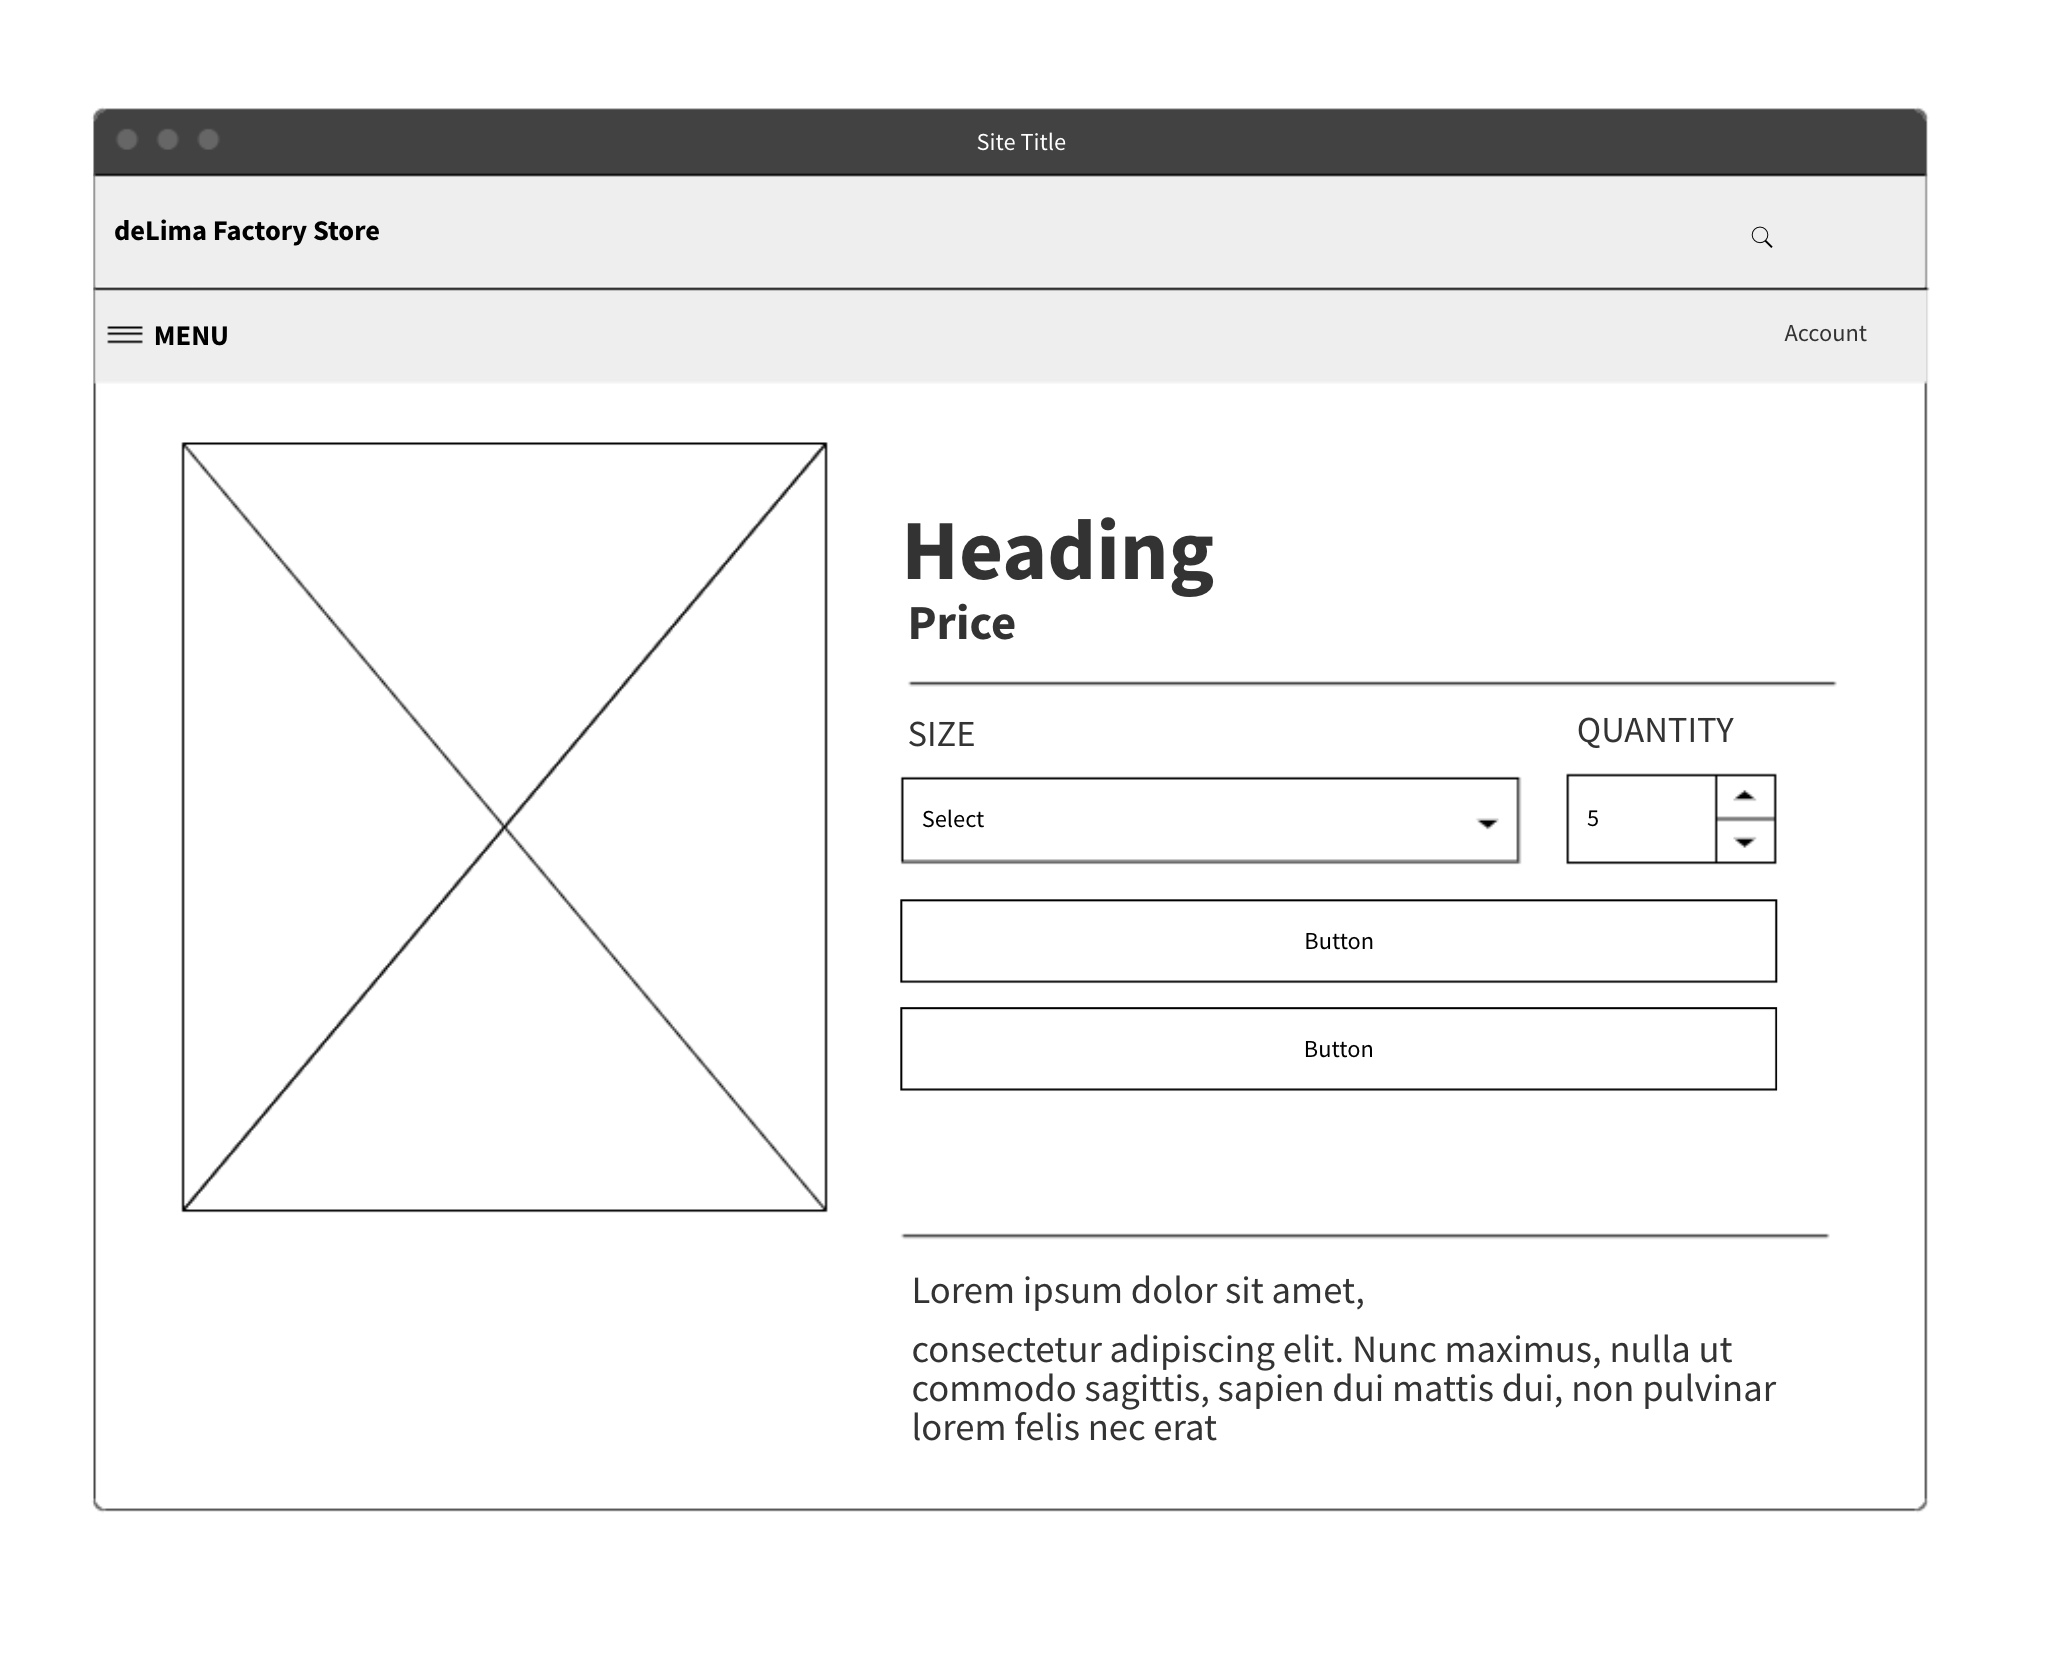 Site Title
deLima Factory Store
MENU
Account
Heading
Price
SIZE
QUANTITY
Select
5
Button
Button
Lorem ipsum dolor sit amet,
consectetur adipiscing elit. Nunc maximus, nulla ut
commodo sagittis, sapien dui mattis dui, non pulvinar
lorem felis nec erat